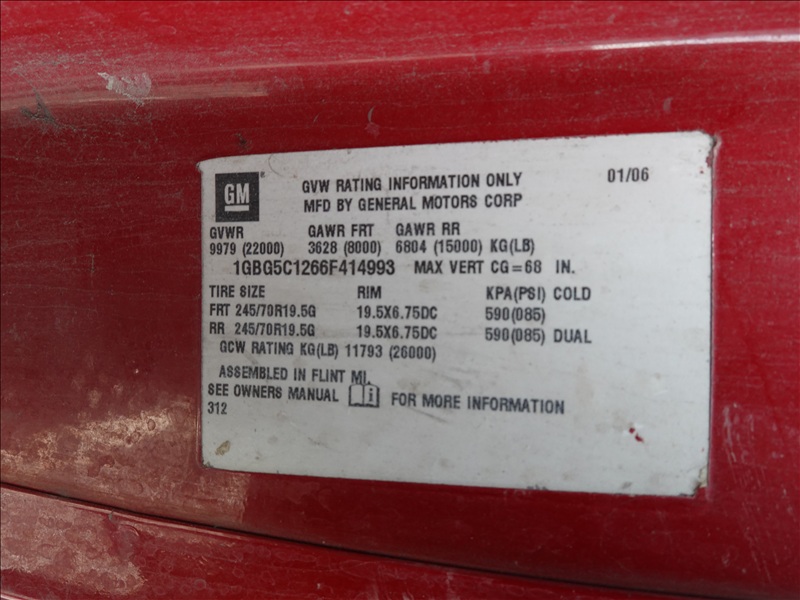 GM ® GVW RATING INFORMATION ONLY 01/06
MFD BY GENERAL MOTORS CORP
GVWR GAWR FRT GAWR RR
9979 (22000) 3628 (8000) 6804 (15000) KG(LB)
1GBG5C1266F414993 MAX VERT CG=68 IN.
TIRE SIZE RIM KPA(PSI) COLD
FRT 245/70R19.5G 19.5X6.75DC 590(085)
RR 245/70R19.5G 19.5X6.75DC 590(085) DUAL
GCW RATING KG(LB) 11793 (26000)
ASSEMBLED IN FLINT MI.
SEE OWNERS MANUAL i FOR MORE INFORMATION
312